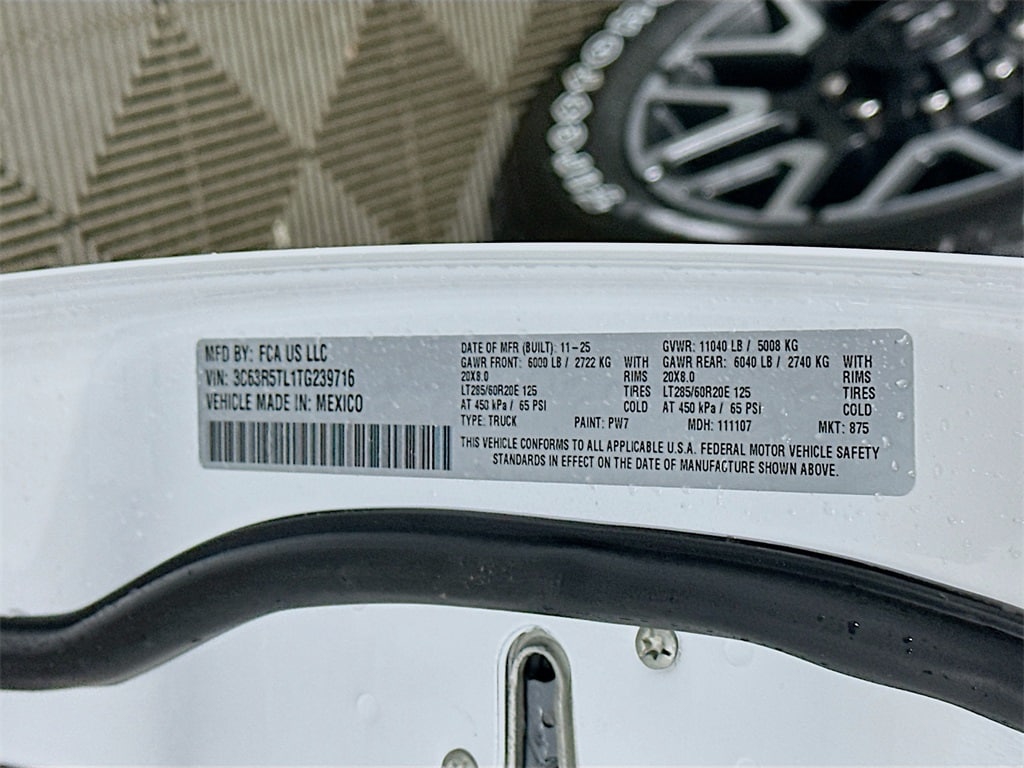 MFD BY: FCA US LLC
VIN: 3C63R5TL1TG239716
VEHICLE MADE IN: MEXICO
DATE OF MFR (BUILT): 11-25
GAWR FRONT: 6000 LB / 2722 KG WITH
20X8.0 RIMS
LT285/60R20E 125 TIRES
AT 450 kPa / 65 PSI COLD
TYPE: TRUCK PAINT: PW7
GVWR: 11040 LB / 5008 KG
GAWR REAR: 6040 LB / 2740 KG WITH
20X8.0 RIMS
LT285/60R20E 125 TIRES
AT 450 kPa / 65 PSI COLD
MDH: 111107 MKT: 875
THIS VEHICLE CONFORMS TO ALL APPLICABLE U.S.A. FEDERAL MOTOR VEHICLE SAFETY
STANDARDS IN EFFECT ON THE DATE OF MANUFACTURE SHOWN ABOVE.